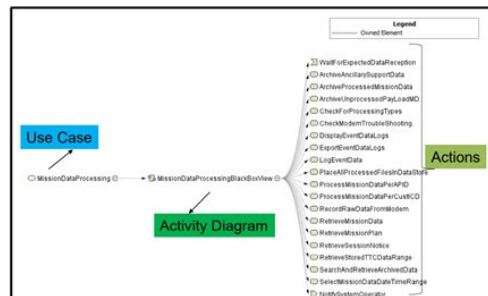 Legend
Owned Element
WaitForExpectedDataReception
ArchiveAncillarySupportData
ArchiveProcessedMissionData
ArchiveUnprocessedPayLoadMD
CheckForProcessingTypes
CheckModemTroubleShooting
DisplayEventDataLogs
ExportEventDataLogs
LogEventData
PlaceAllProcessedFilesInDataStore
ProcessMissionDataPerAPID
ProcessMissionDataPerCustICD
RecordRawDataFromModem
RetrieveMissionData
RetrieveMissionPlan
RetrieveSessionNotice
RetrieveStoredTTCDataRange
SearchAndRetrieveArchivedData
SelectMissionDataDateTimeRange
NotifySystemOperator
Use Case
Actions
MissionDataProcessing
MissionDataProcessingBlackBoxView
Activity Diagram